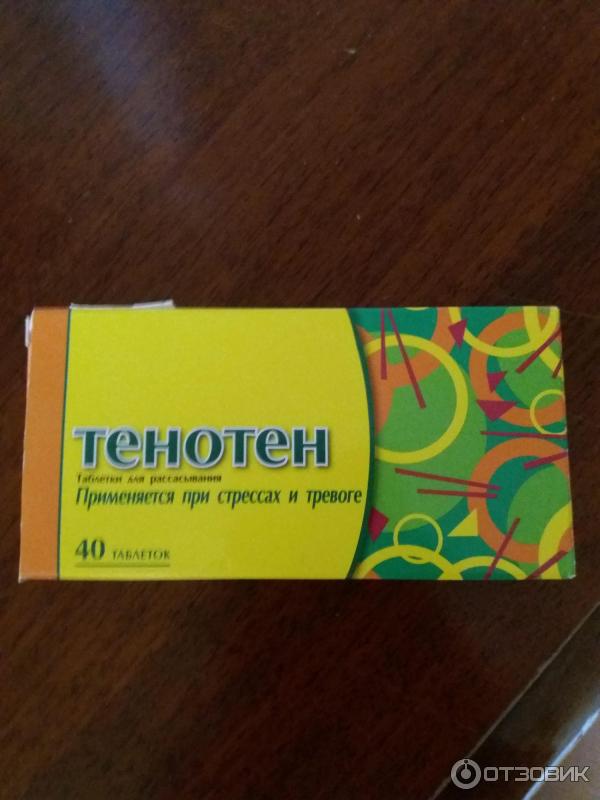 тенотен
Таблетки для рассасывания
Применяется при стрессах и тревоге
40 ТАБЛЕТОК
ОТЗОВИК